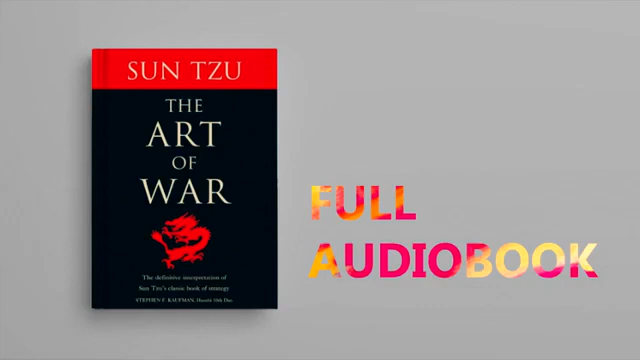 SUN TZU
THE
ART
OF
WAR
The definitive interpretation of
Sun Tzu's classic book of strategy
STEPHEN F. KAUFMAN, Hanshi 10th Dan
FULL
AUDIOBOOK